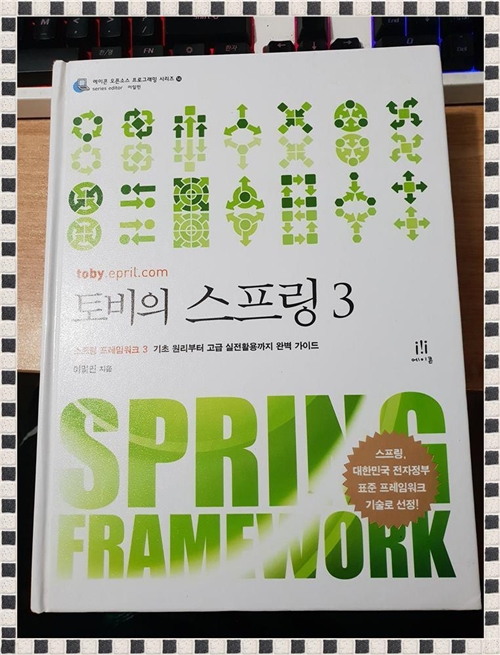 에이콘 오픈소스 프로그래밍 시리즈
series editor 이일민
toby.epril.com
토비의 스프링 3
스프링 프레임워크 3 기초 원리부터 고급 실전활용까지 완벽 가이드
이일민 지음
에이콘
SPRING
FRAMEWORK
스프링,
대한민국 전자정부
표준 프레임워크
기술로 선정!